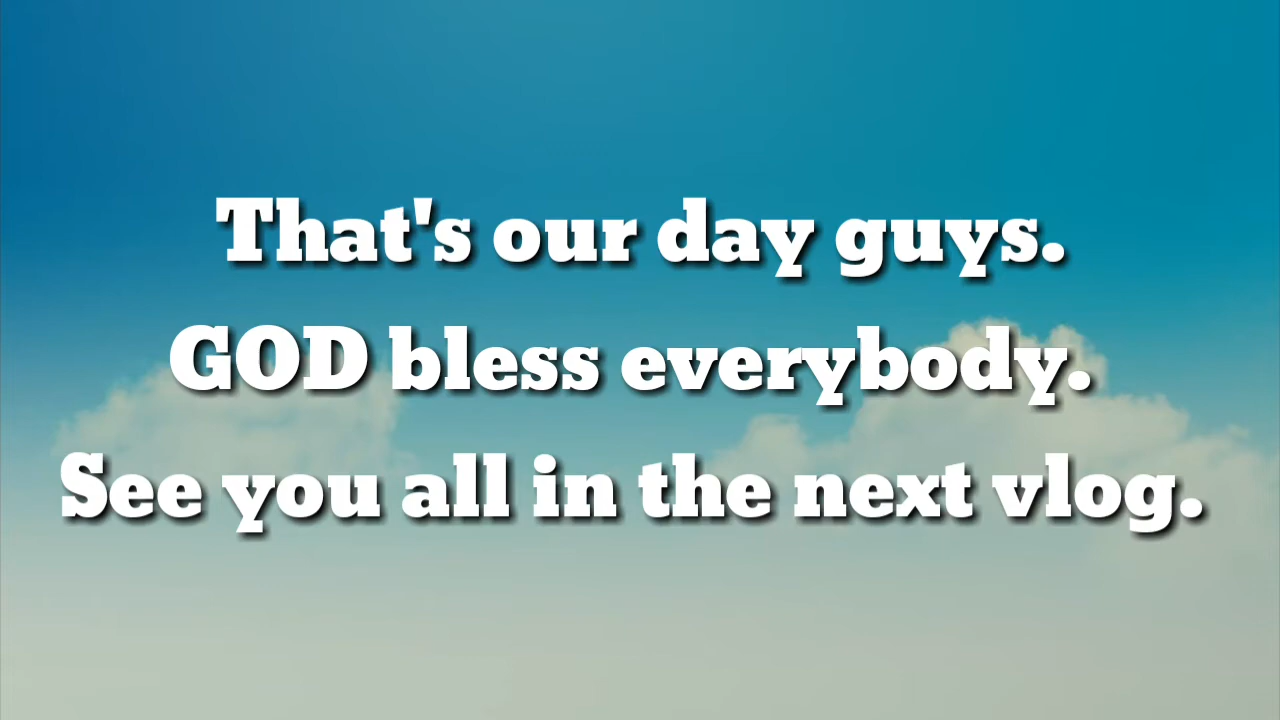 That's our day guys.
GOD bless everybody.
See you all in the next vlog.